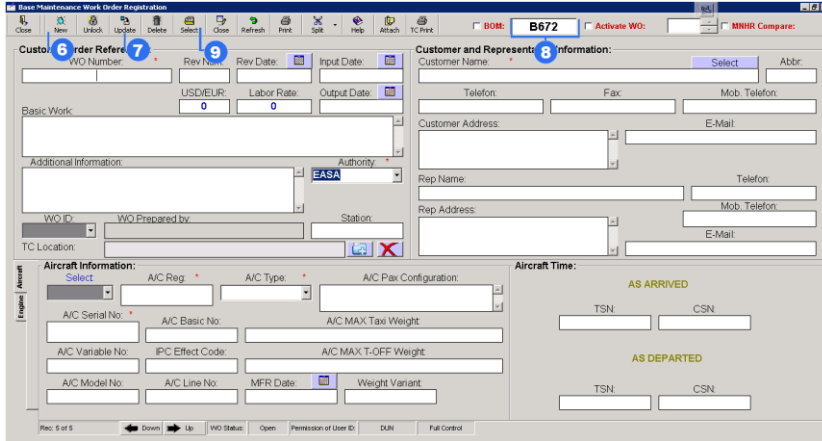 Base Maintenance Work Order Registration
Close New Unlock Update Delete Select Close Refresh Print Split Help Attach TC Print BOM: B672 Activate WO: MNHR Compare:
6 7 9 8
Customer Order References Customer and Representative Information:
WO Number: * Rev Num: Rev Date: Input Date: Customer Name: * Select Abbr:
USD/EUR: Labor Rate: Output Date: Telefon: Fax: Mob. Telefon:
0 0
Basic Work: Customer Address: E-Mail:
Additional Information: Authority: *
EASA Rep Name: Telefon:
Rep Address: Mob. Telefon:
WO ID: WO Prepared by: Station: E-Mail:
TC Location:
Aircraft
Engine
Aircraft Information: Aircraft Time:
Select: A/C Reg: * A/C Type: * A/C Pax Configuration: AS ARRIVED
TSN: CSN:
A/C Serial No: * A/C Basic No: A/C MAX Taxi Weight:
A/C Variable No: IPC Effect Code: A/C MAX T-OFF Weight: AS DEPARTED
A/C Model No: A/C Line No: MFR Date: Weight Variant: TSN: CSN:
Rec: 5 of 5 Down Up WO Status: Open Permission of User ID: DUN Full Control